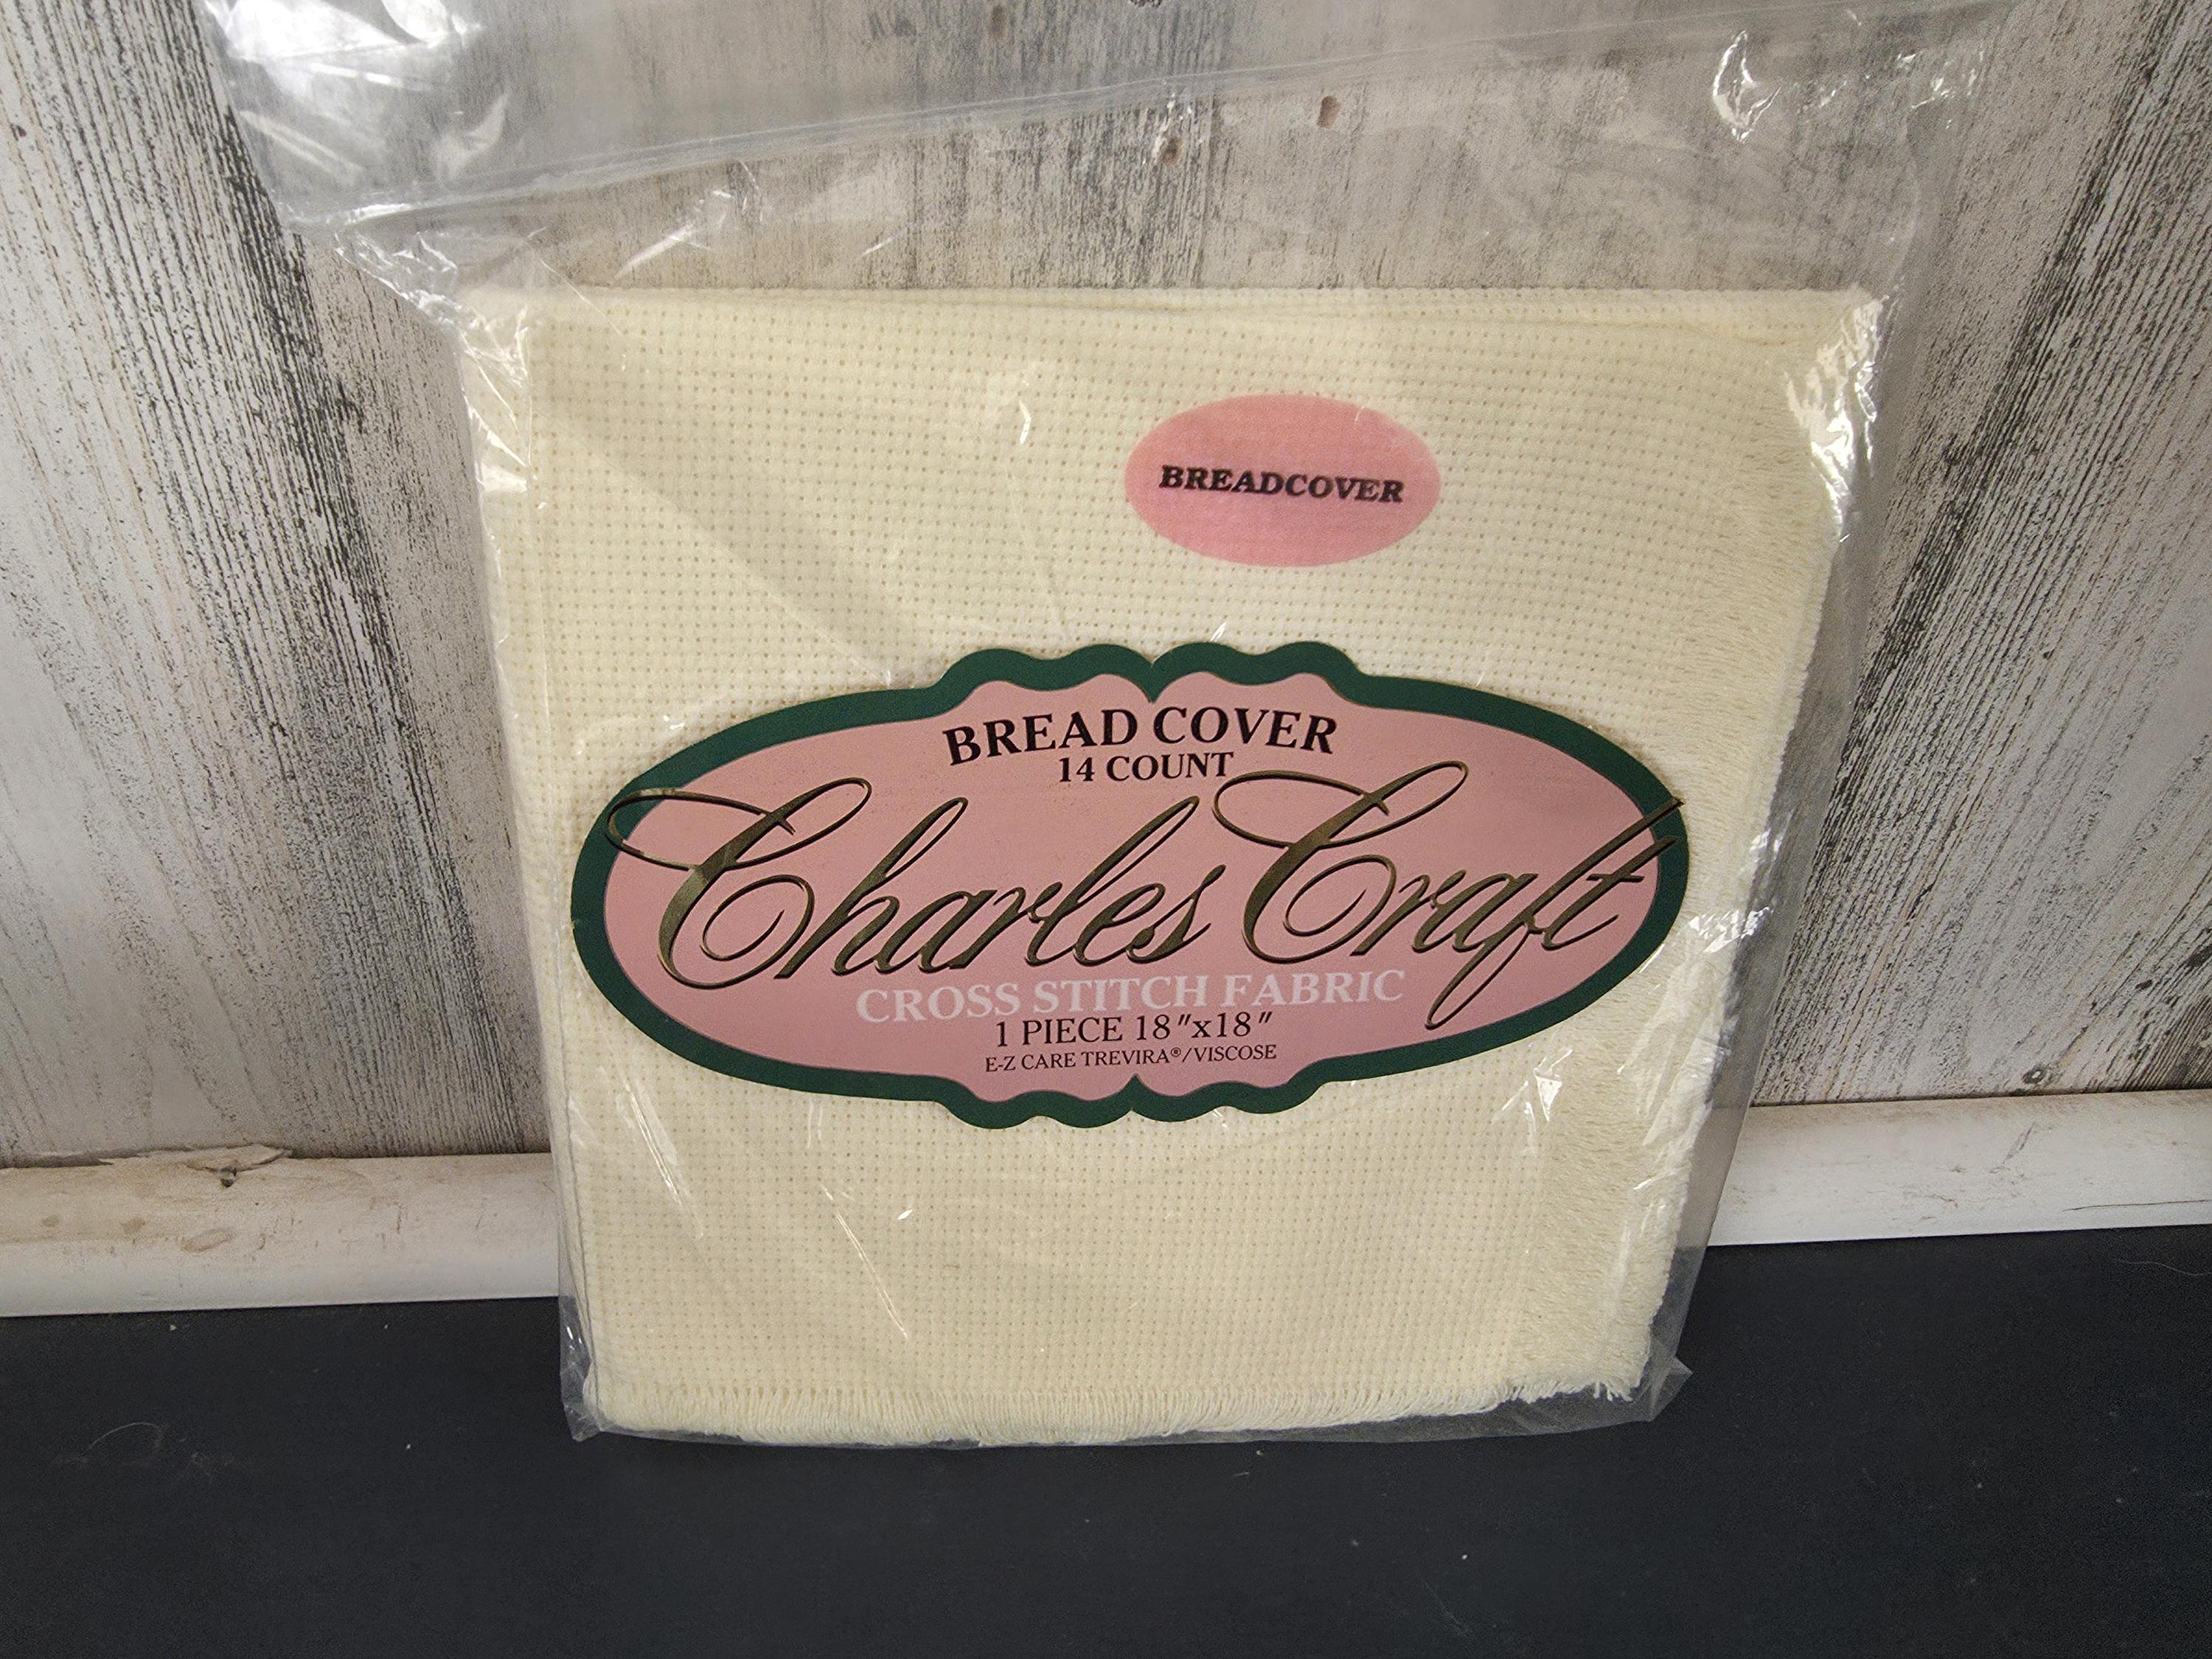 BREADCOVER
BREAD COVER
14 COUNT
Charles Craft
CROSS STITCH FABRIC
1 PIECE 18"x18"
E-Z CARE TREVIRA®/VISCOSE